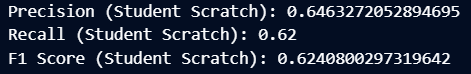 Precision (Student Scratch): 0.6463272052894695
Recall (Student Scratch): 0.62
F1 Score (Student Scratch): 0.6240800297319642